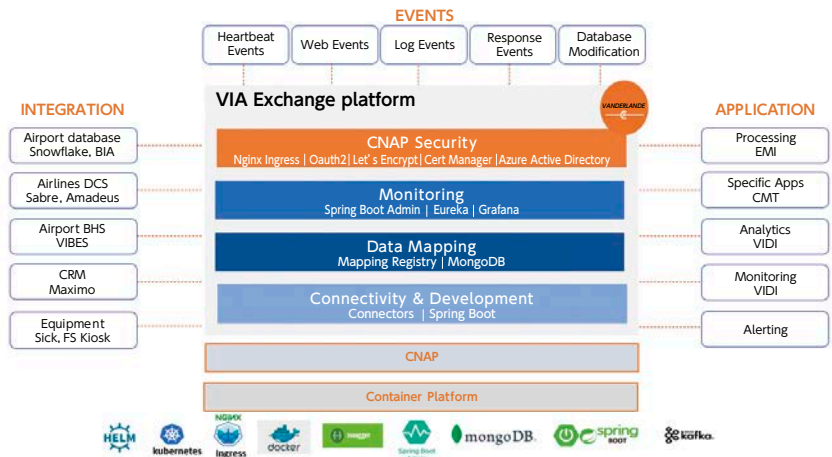 EVENTS
Heartbeat
Events
Web Events
Log Events
Response
Events
Database
Modification
INTEGRATION
Airport database
Snowflake, BIA
Airlines DCS
Sabre, Amadeus
Airport BHS
VIBES
CRM
Maximo
Equipment
Sick, FS Kiosk
VIA Exchange platform
VANDERLANDE
CNAP Security
Nginx Ingress | Oauth2| Let's Encrypt| Cert Manager |Azure Active Directory
Monitoring
Spring Boot Admin | Eureka | Grafana
Data Mapping
Mapping Registry | MongoDB
Connectivity & Development
Connectors | Spring Boot
CNAP
Container Platform
APPLICATION
Processing
EMI
Specific Apps
CMT
Analytics
VIDI
Monitoring
VIDI
Alerting
HELM
kubernetes
NGINX
Ingress
docker
Spring Boot
mongoDB.
spring
BOOT
kafka